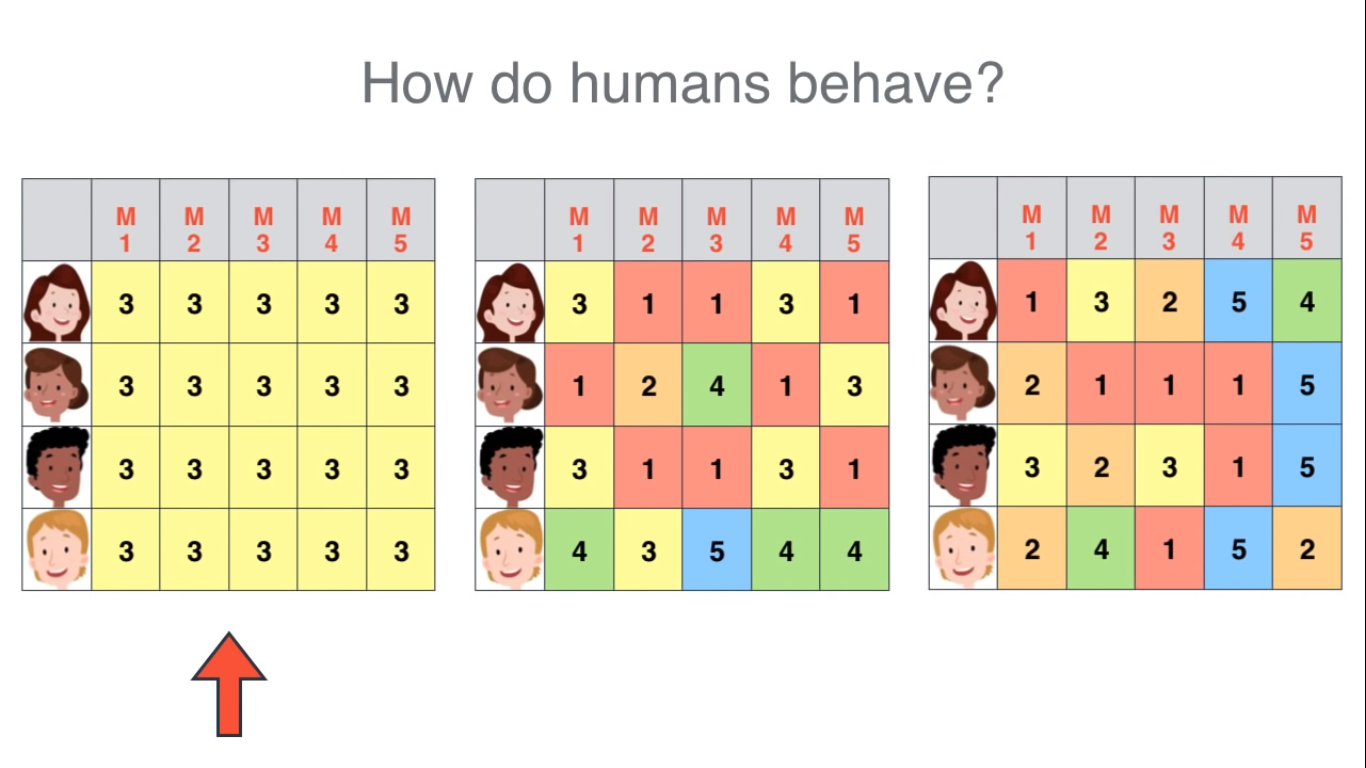 How do humans behave?
M 1 M 2 M 3 M 4 M 5
3 3 3 3 3
3 3 3 3 3
3 3 3 3 3
3 3 3 3 3
M 1 M 2 M 3 M 4 M 5
3 1 1 3 1
1 2 4 1 3
3 1 1 3 1
4 3 5 4 4
M 1 M 2 M 3 M 4 M 5
1 3 2 5 4
2 1 1 1 5
3 2 3 1 5
2 4 1 5 2